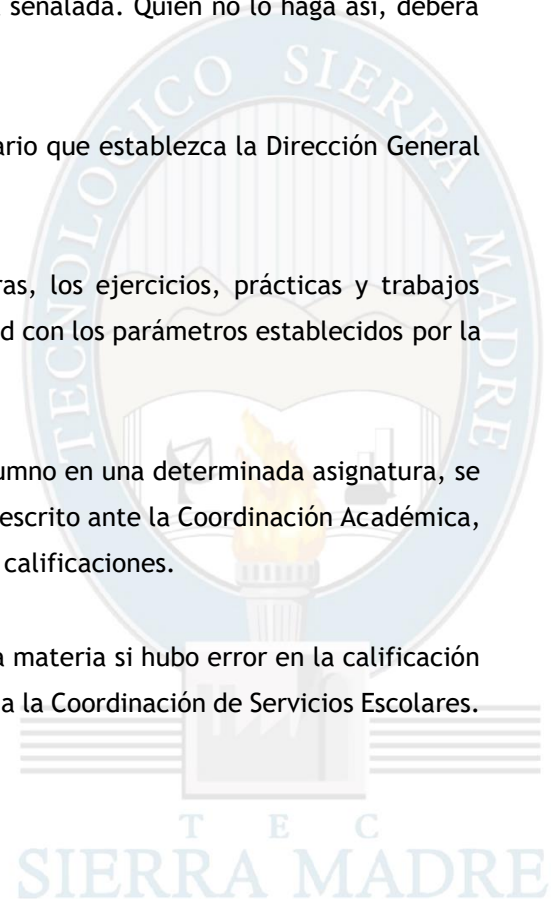 señalada. Quien no lo haga así, deberá
ario que establezca la Dirección General
ras, los ejercicios, prácticas y trabajos
d con los parámetros establecidos por la
umno en una determinada asignatura, se
escrito ante la Coordinación Académica,
calificaciones.
a materia si hubo error en la calificación
a la Coordinación de Servicios Escolares.
TECNOLOGICO SIERRA MADRE
T E C
SIERRA MADRE